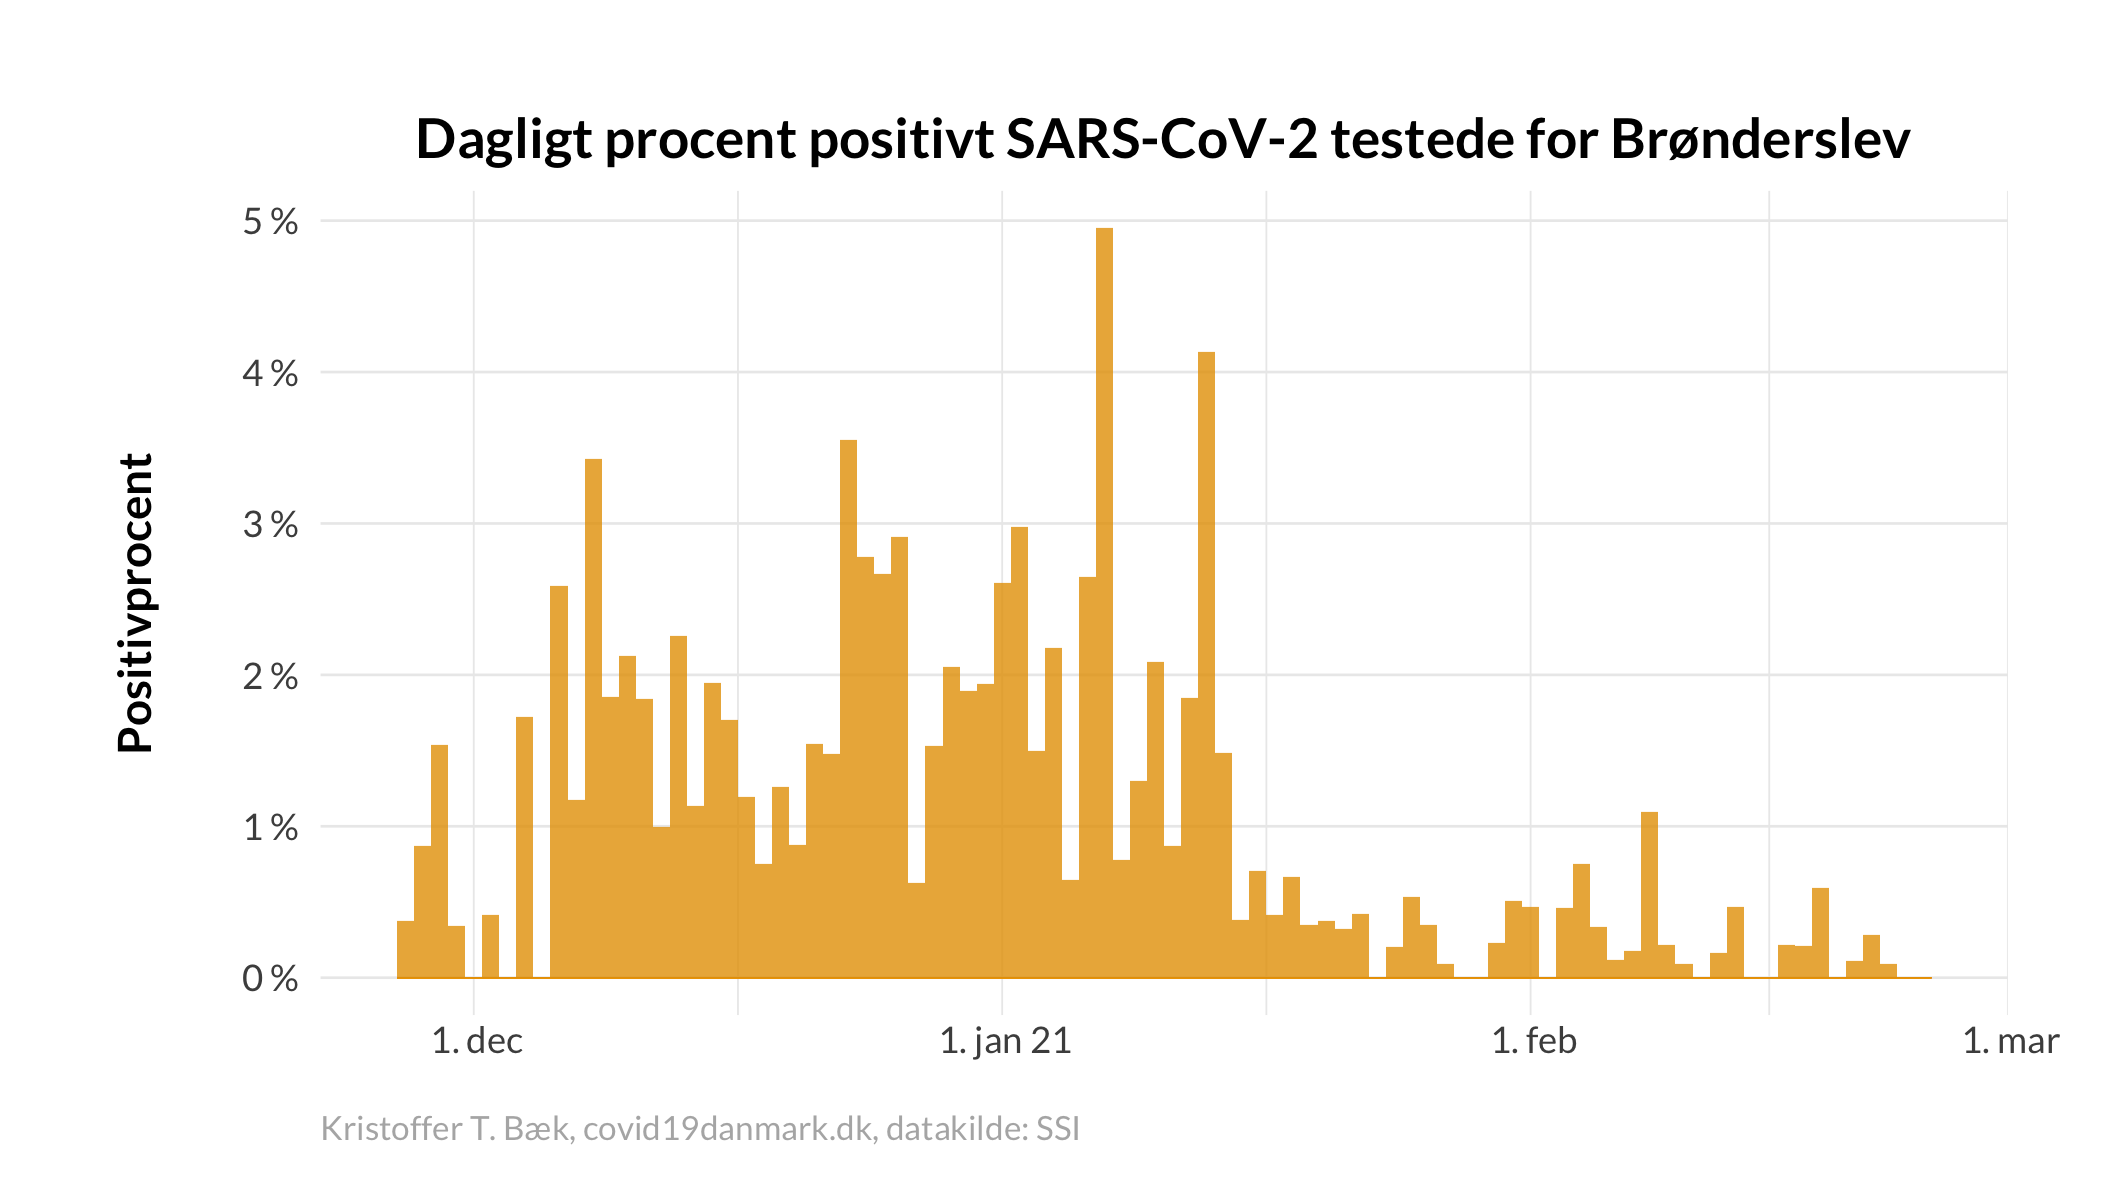 Dagligt procent positivt SARS-CoV-2 testede for Brønderslev
Positivprocent
5 %
4 %
3 %
2 %
1 %
0 %
1. dec
1. jan 21
1. feb
1. mar
Kristoffer T. Bæk, covid19danmark.dk, datakilde: SSI